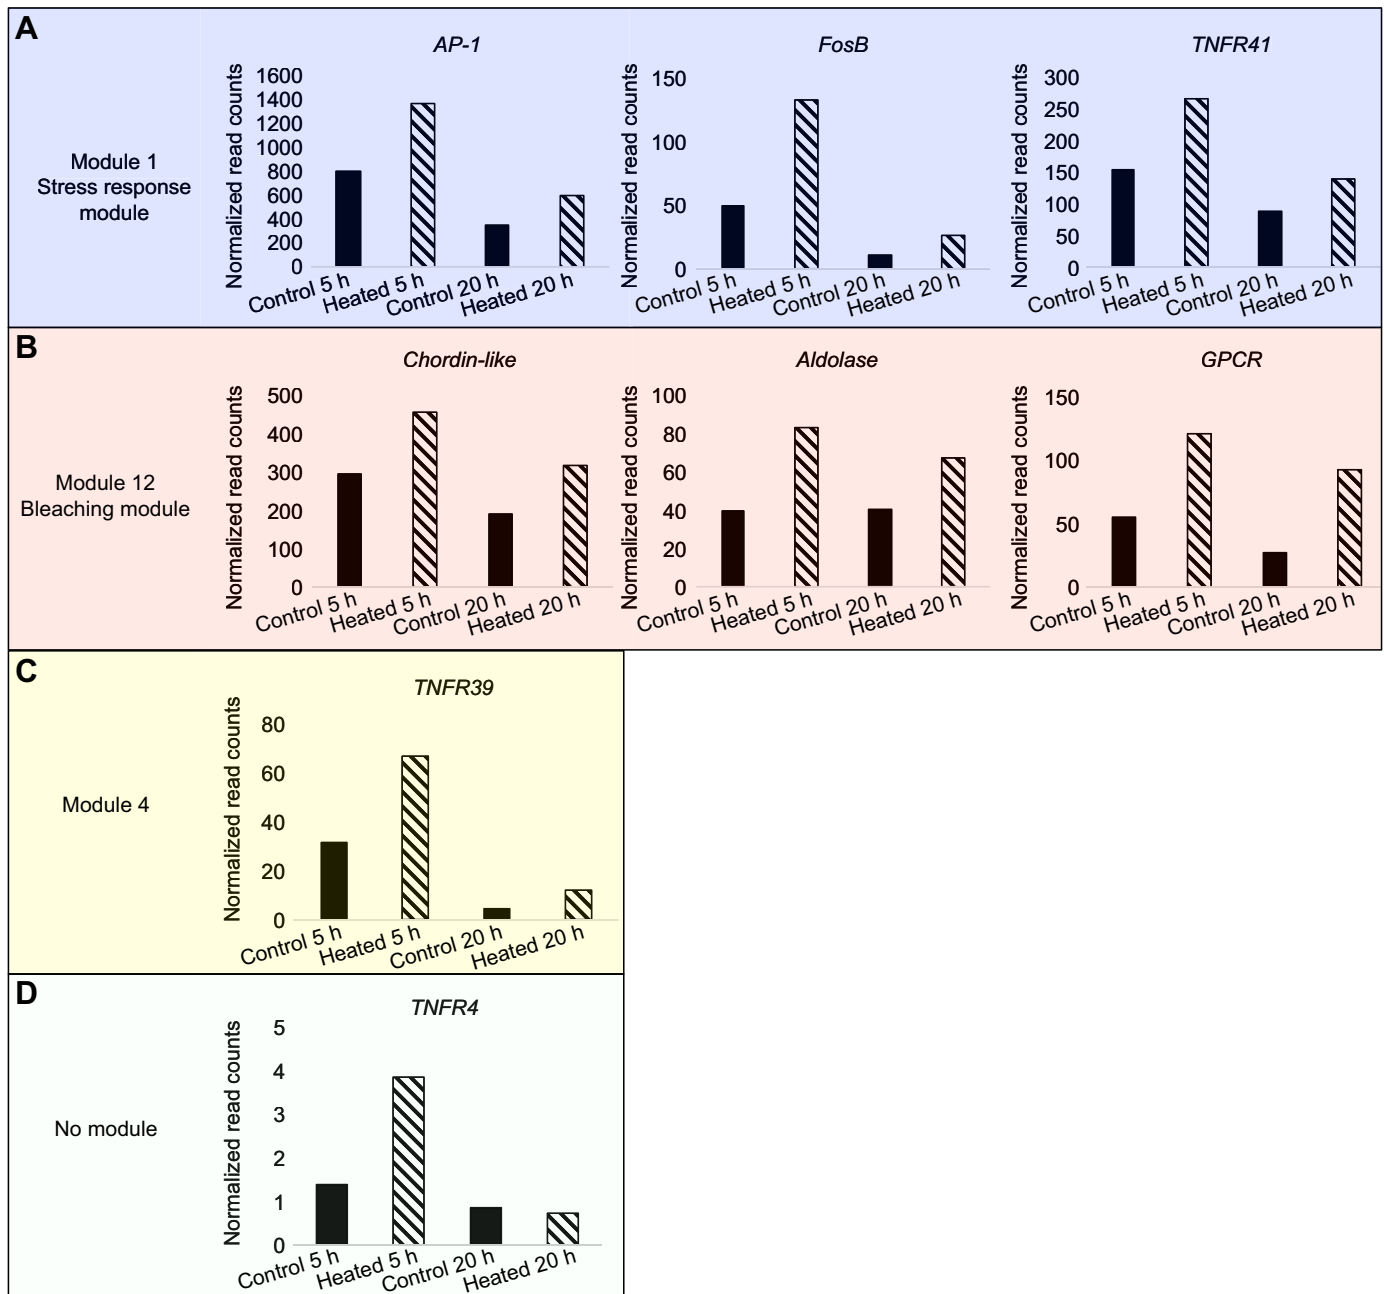 A
Module 1
Stress response
module
AP-1
Normalized read counts
1600
1400
1200
1000
800
600
400
200
0
Control 5 h
Heated 5 h
Control 20 h
Heated 20 h
FosB
Normalized read counts
150
100
50
0
Control 5 h
Heated 5 h
Control 20 h
Heated 20 h
TNFR41
Normalized read counts
300
250
200
150
100
50
0
Control 5 h
Heated 5 h
Control 20 h
Heated 20 h
B
Module 12
Bleaching module
Chordin-like
Normalized read counts
500
400
300
200
100
0
Control 5 h
Heated 5 h
Control 20 h
Heated 20 h
Aldolase
Normalized read counts
100
80
60
40
20
0
Control 5 h
Heated 5 h
Control 20 h
Heated 20 h
GPCR
Normalized read counts
150
100
50
0
Control 5 h
Heated 5 h
Control 20 h
Heated 20 h
C
Module 4
TNFR39
Normalized read counts
80
60
40
20
0
Control 5 h
Heated 5 h
Control 20 h
Heated 20 h
D
No module
TNFR4
Normalized read counts
5
4
3
2
1
0
Control 5 h
Heated 5 h
Control 20 h
Heated 20 h